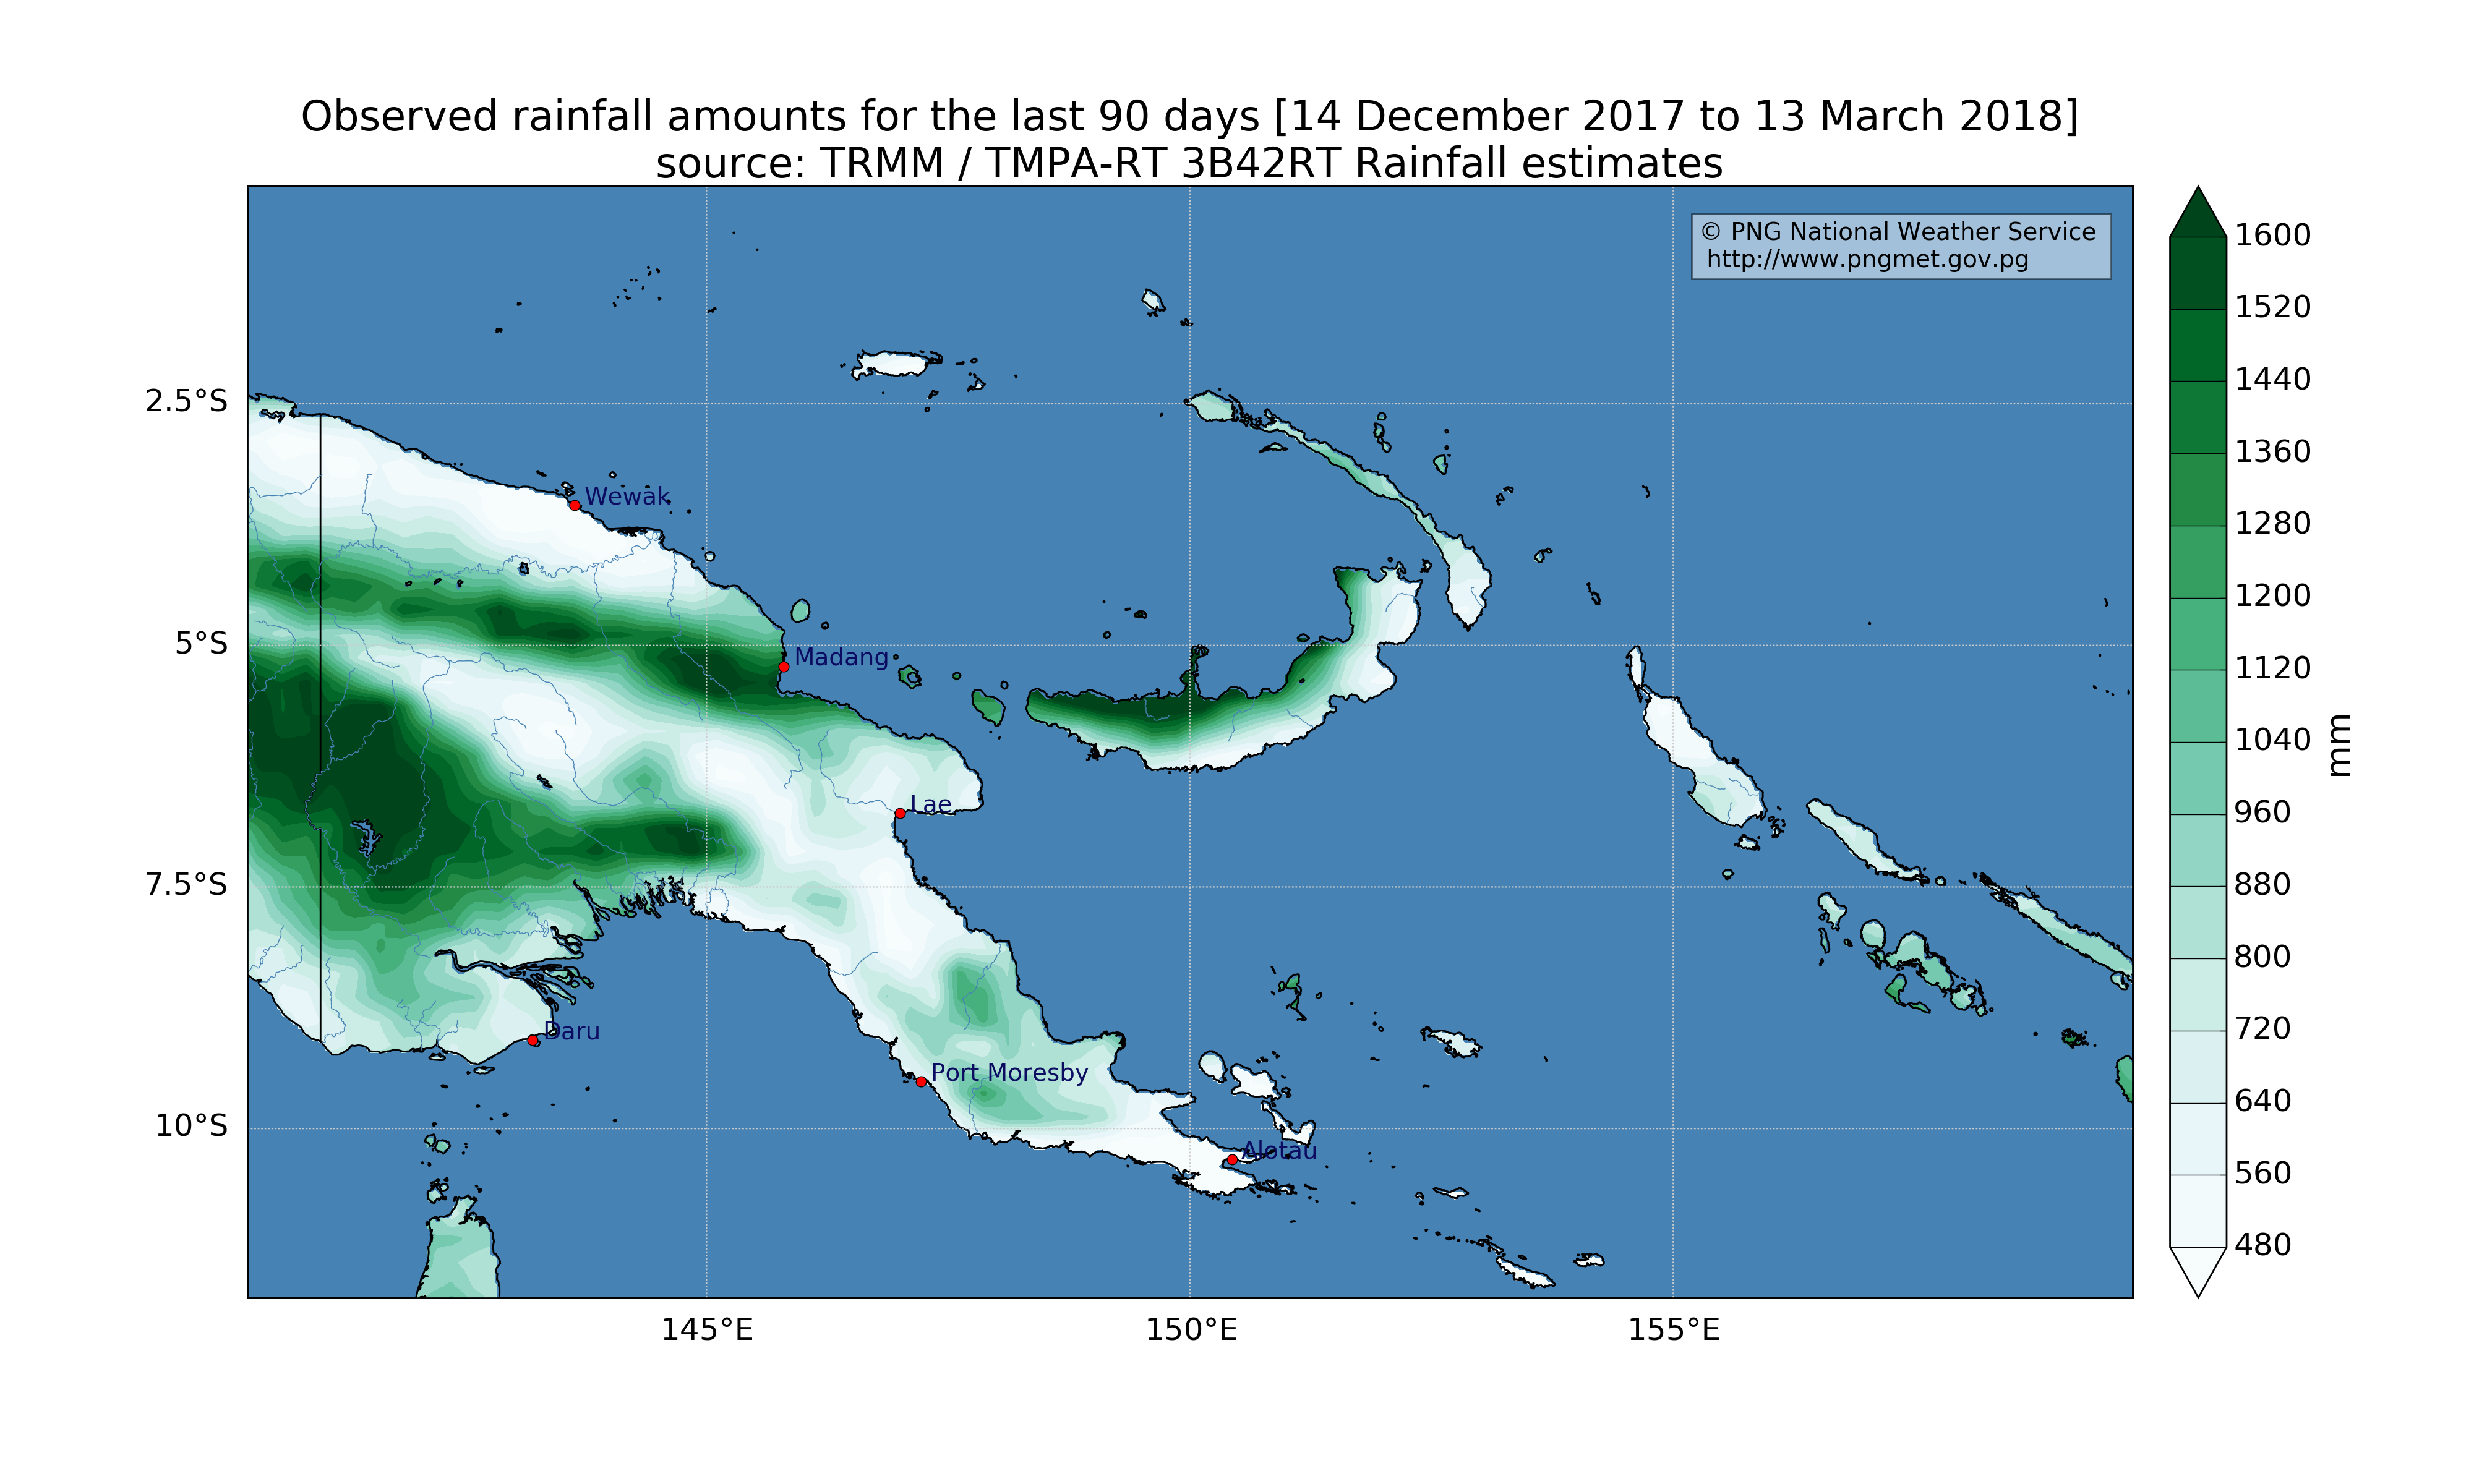 Observed rainfall amounts for the last 90 days [14 December 2017 to 13 March 2018]
source: TRMM / TMPA-RT 3B42RT Rainfall estimates
© PNG National Weather Service
http://www.pngmet.gov.pg
2.5°S
5°S
7.5°S
10°S
Wewak
Madang
Lae
Daru
Port Moresby
Alotau
145°E
150°E
155°E
1600
1520
1440
1360
1280
1200
1120
1040
960
880
800
720
640
560
480
mm